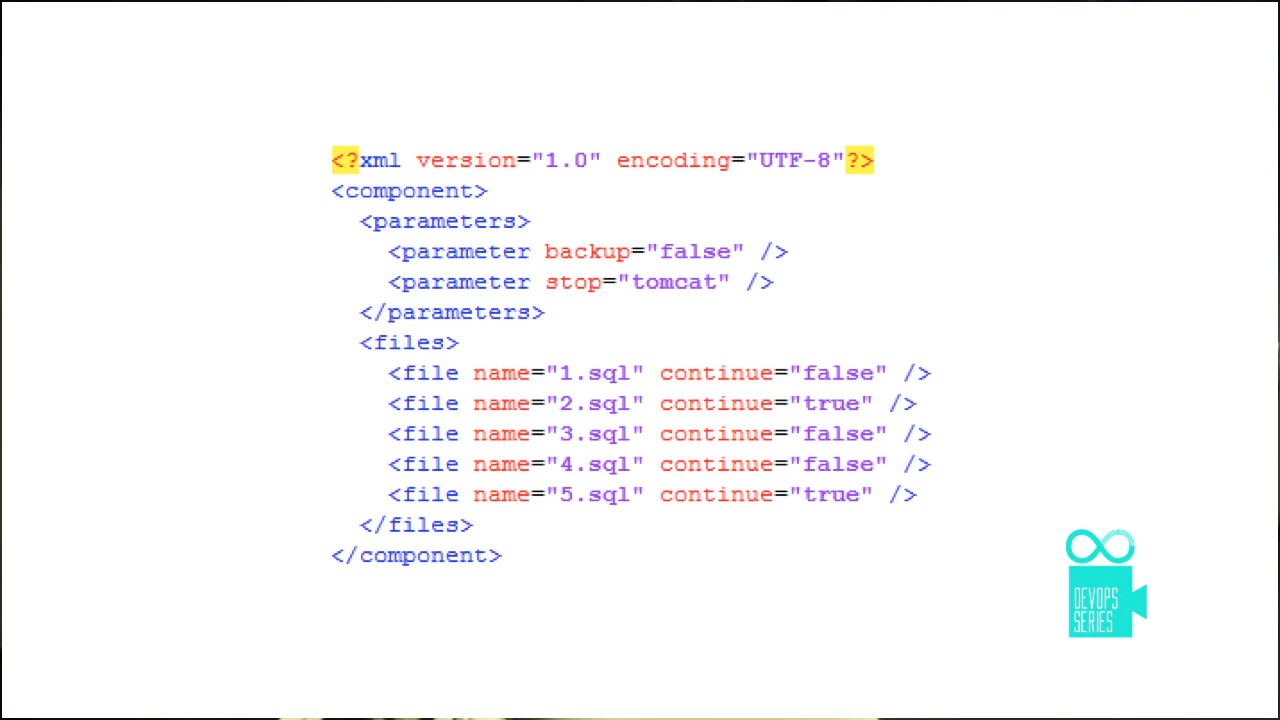 <?xml version="1.0" encoding="UTF-8"?>
<component>
  <parameters>
    <parameter backup="false" />
    <parameter stop="tomcat" />
  </parameters>
  <files>
    <file name="1.sql" continue="false" />
    <file name="2.sql" continue="true" />
    <file name="3.sql" continue="false" />
    <file name="4.sql" continue="false" />
    <file name="5.sql" continue="true" />
  </files>
</component>
DEVOPS
SERIES